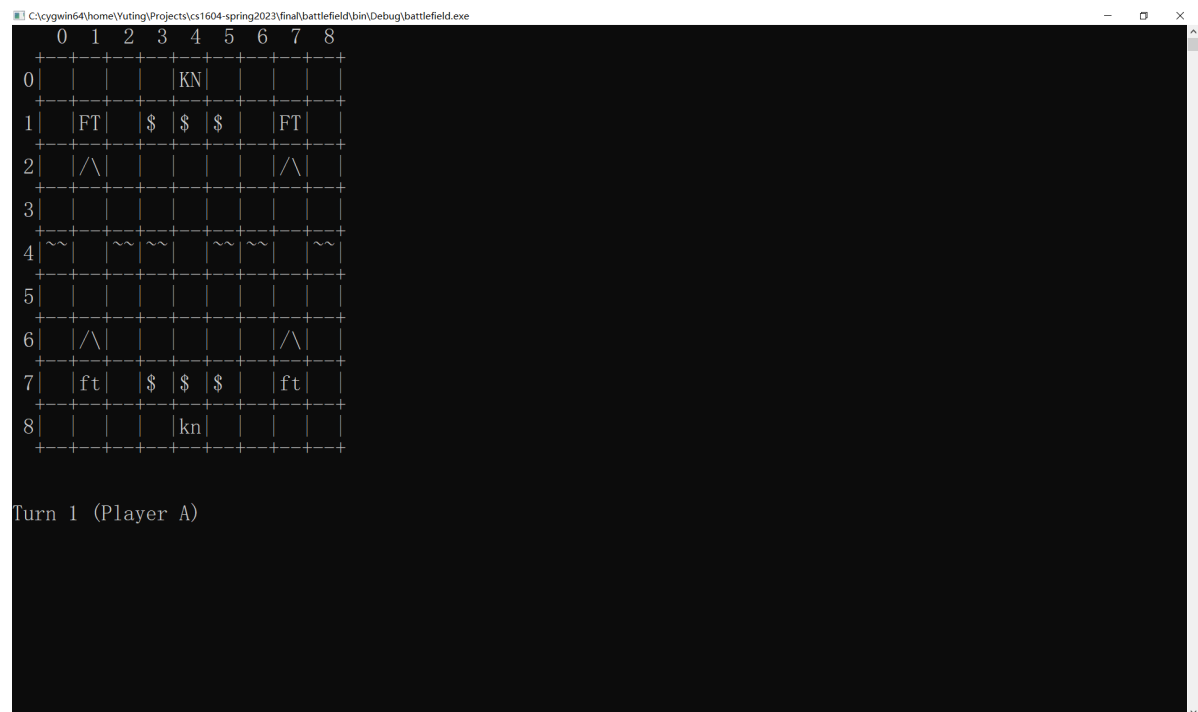 C:\cygwin64\home\Yuting\Projects\cs1604-spring2023\final\battlefield\bin\Debug\battlefield.exe
    0  1  2  3  4  5  6  7  8
  +--+--+--+--+--+--+--+--+--+
 0|  |  |  |  |KN|  |  |  |  |
  +--+--+--+--+--+--+--+--+--+
 1|  |FT|  |$ |$ |$ |  |FT|  |
  +--+--+--+--+--+--+--+--+--+
 2|  |/\|  |  |  |  |  |/\|  |
  +--+--+--+--+--+--+--+--+--+
 3|  |  |  |  |  |  |  |  |  |
  +--+--+--+--+--+--+--+--+--+
 4|~~|  |~~|~~|  |~~|~~|  |~~|
  +--+--+--+--+--+--+--+--+--+
 5|  |  |  |  |  |  |  |  |  |
  +--+--+--+--+--+--+--+--+--+
 6|  |/\|  |  |  |  |  |/\|  |
  +--+--+--+--+--+--+--+--+--+
 7|  |ft|  |$ |$ |$ |  |ft|  |
  +--+--+--+--+--+--+--+--+--+
 8|  |  |  |  |kn|  |  |  |  |
  +--+--+--+--+--+--+--+--+--+
Turn 1 (Player A)